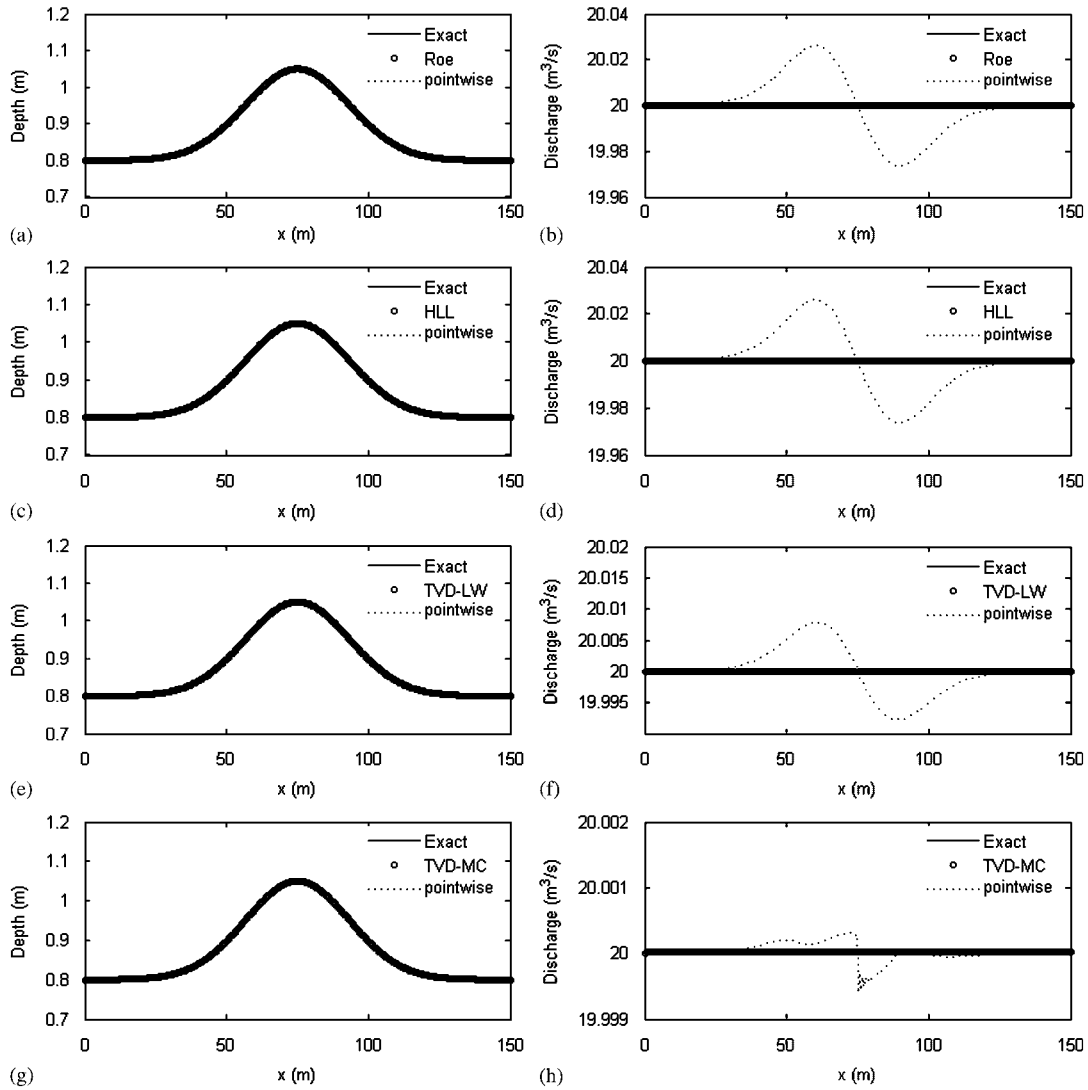 1.2
1.1
1
0.9
0.8
0.7
Depth (m)
Exact
Roe
pointwise
0
50
100
150
x (m)
(a)
20.04
20.02
20
19.98
19.96
Discharge (m³/s)
Exact
Roe
pointwise
0
50
100
150
x (m)
(b)
1.2
1.1
1
0.9
0.8
0.7
Depth (m)
Exact
HLL
pointwise
0
50
100
150
x (m)
(c)
20.04
20.02
20
19.98
19.96
Discharge (m³/s)
Exact
HLL
pointwise
0
50
100
150
x (m)
(d)
1.2
1.1
1
0.9
0.8
0.7
Depth (m)
Exact
TVD-LW
pointwise
0
50
100
150
x (m)
(e)
20.02
20.015
20.01
20.005
20
19.995
Discharge (m³/s)
Exact
TVD-LW
pointwise
0
50
100
150
x (m)
(f)
1.2
1.1
1
0.9
0.8
0.7
Depth (m)
Exact
TVD-MC
pointwise
0
50
100
150
x (m)
(g)
20.002
20.001
20
19.999
Discharge (m³/s)
Exact
TVD-MC
pointwise
0
50
100
150
x (m)
(h)